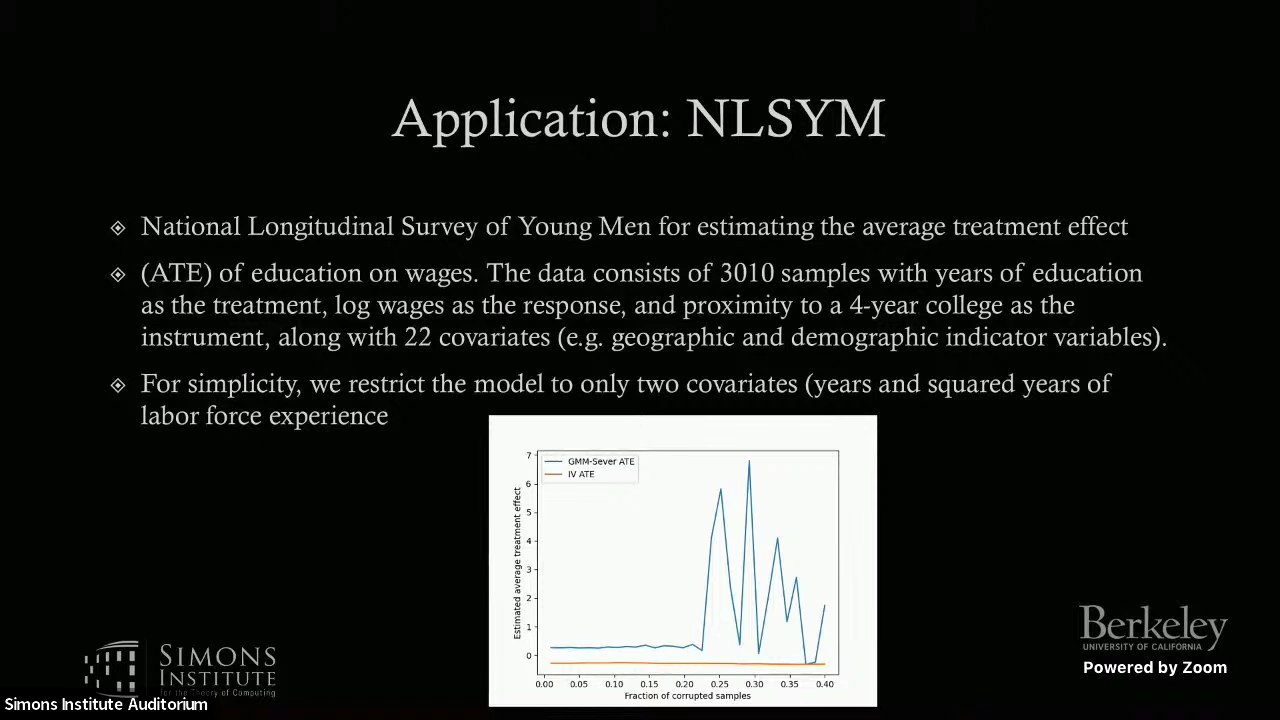 Application: NLSYM
National Longitudinal Survey of Young Men for estimating the average treatment effect
(ATE) of education on wages. The data consists of 3010 samples with years of education
as the treatment, log wages as the response, and proximity to a 4-year college as the
instrument, along with 22 covariates (e.g. geographic and demographic indicator variables).
For simplicity, we restrict the model to only two covariates (years and squared years of
labor force experience
GMM-Sever ATE
IV ATE
Estimated average treatment effect
7
6
5
4
3
2
1
0
0.00 0.05 0.10 0.15 0.20 0.25 0.30 0.35 0.40
Fraction of corrupted samples
SIMONS
INSTITUTE
for the Theory of Computing
Berkeley
UNIVERSITY OF CALIFORNIA
Powered by Zoom
Simons Institute Auditorium